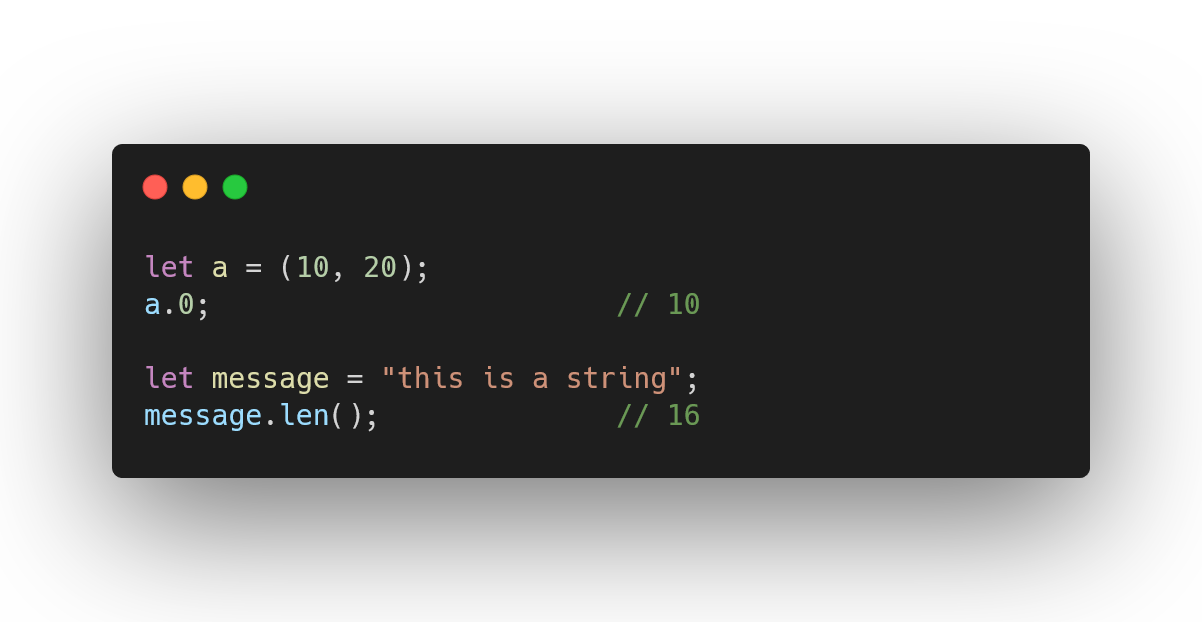 let a = (10, 20);
a.0;                            // 10

let message = "this is a string";
message.len();              // 16